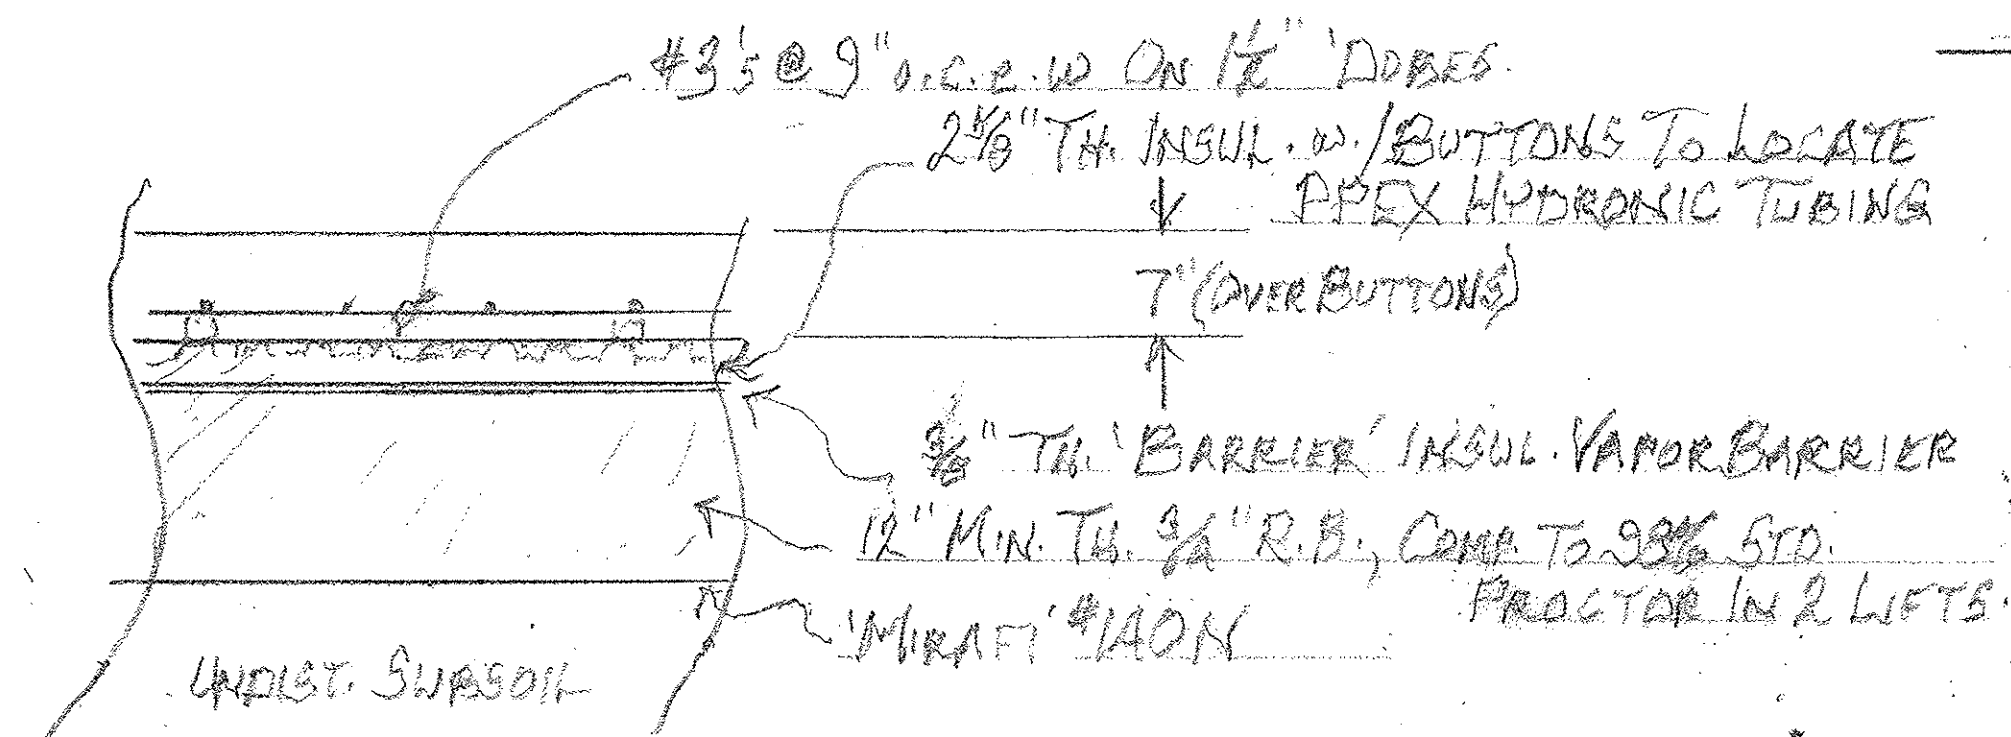 #3's @ 9" O.C.E.W ON 1½" 'DOBES.
2⅝" TH. INSUL. W./BUTTONS TO LOCATE
PPEX HYDRONIC TUBING
7" (OVER BUTTONS)
⅜" TH. 'BARRIER' INSUL. VAPOR BARRIER
12" MIN. TH. ¾" R.B., COMP. TO 95% STD.
PROCTOR IN 2 LIFTS.
'MIRAFI' #140N
UNDIST. SUBSOIL